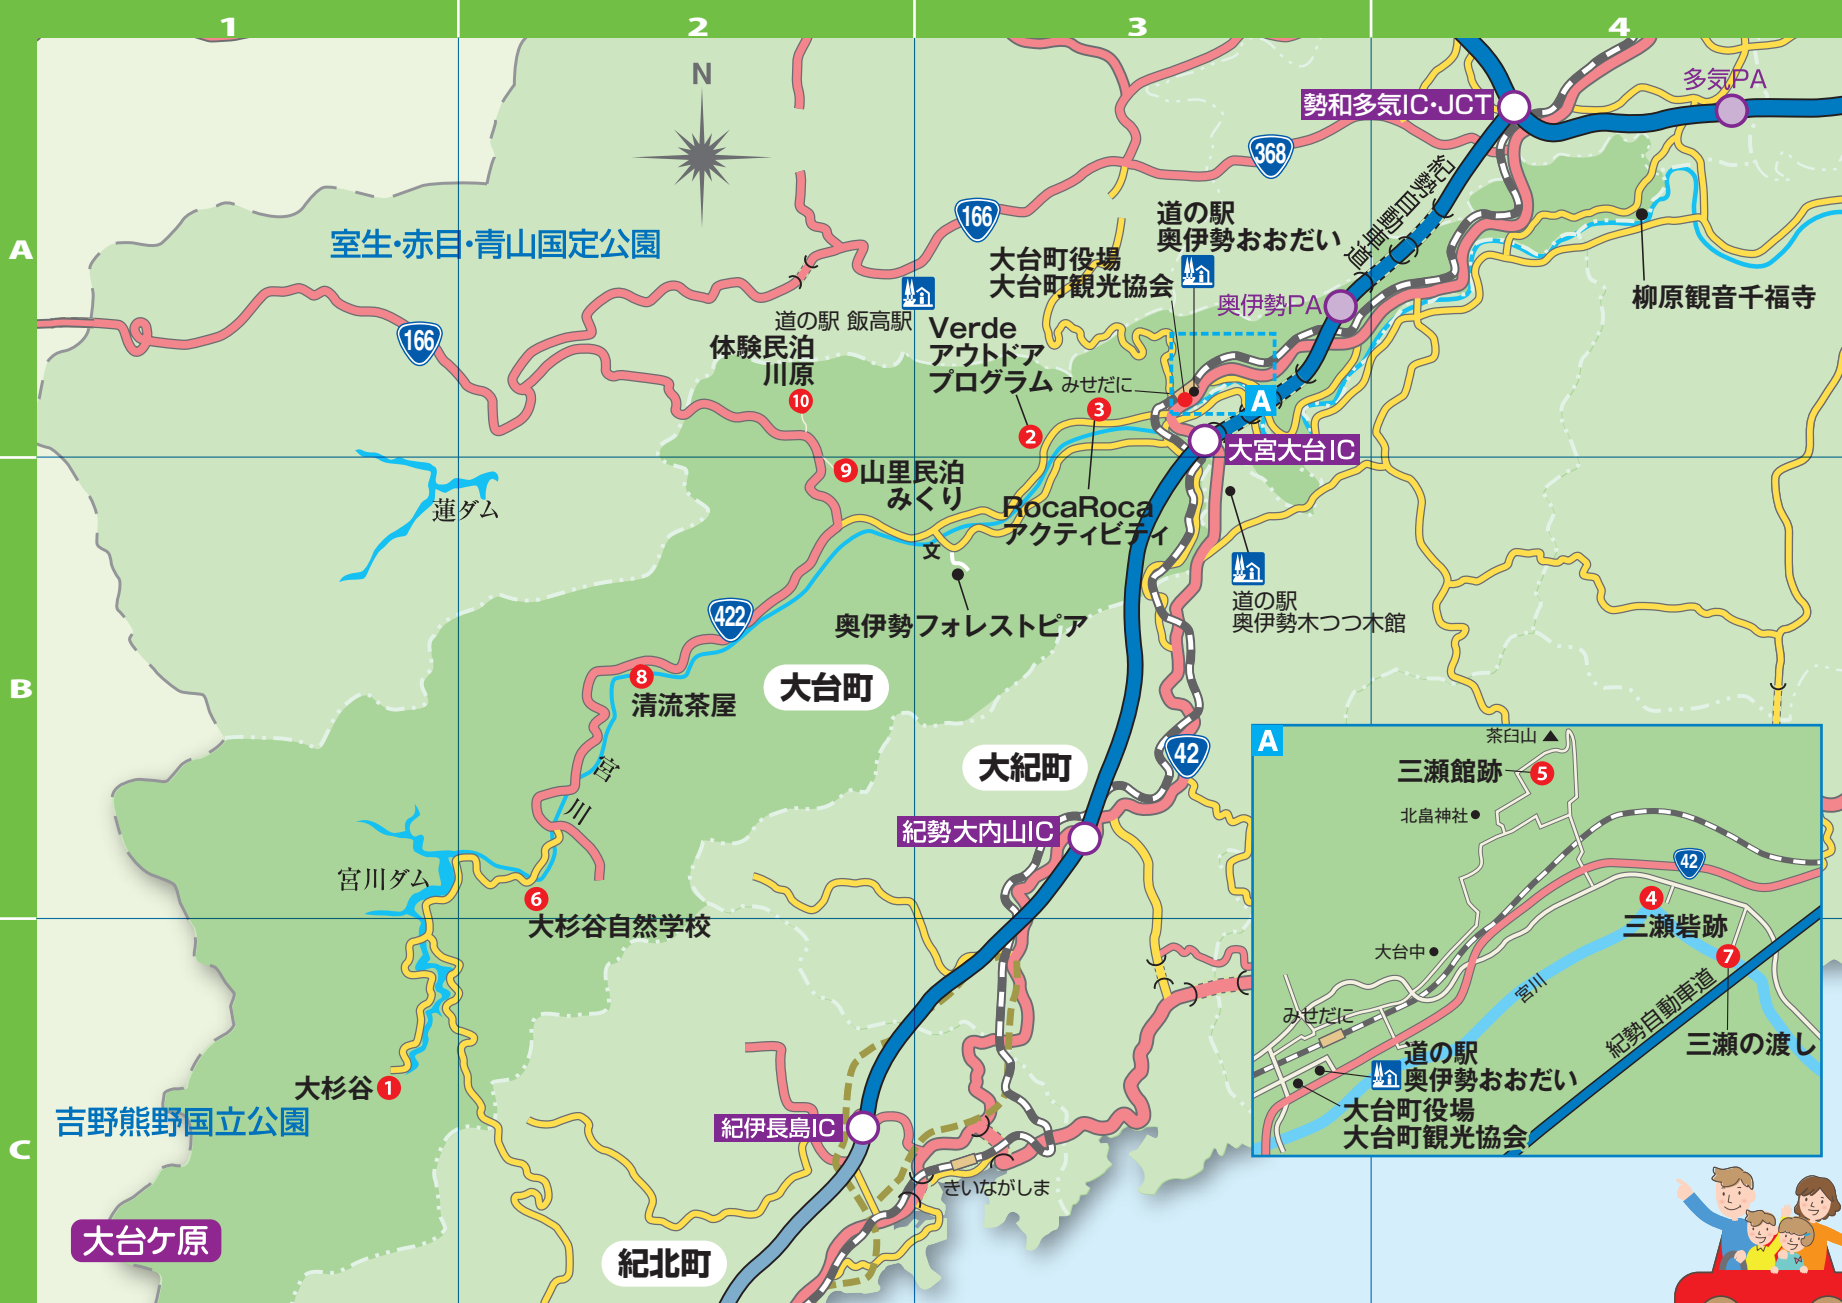 1
2
3
4
A
B
C
N
多気PA
勢和多気IC・JCT
368
166
紀勢自動車道
道の駅
奥伊勢おおだい
室生・赤目・青山国定公園
大台町役場
大台町観光協会
奥伊勢PA
柳原観音千福寺
166
道の駅 飯高駅
体験民泊
川原
10
Verde
アウトドア
プログラム
みせだに
2
3
A
大宮大台IC
9
山里民泊
みくり
RocaRoca
アクティビティ
蓮ダム
文
奥伊勢フォレストピア
道の駅
奥伊勢木つつ木館
422
8
清流茶屋
大台町
宮川
大紀町
42
紀勢大内山IC
宮川ダム
6
大杉谷自然学校
大杉谷
1
吉野熊野国立公園
大台ケ原
紀伊長島IC
きいながしま
紀北町
A
茶臼山
三瀬館跡
5
北畠神社
42
4
三瀬砦跡
7
大台中
宮川
紀勢自動車道
三瀬の渡し
みせだに
道の駅
奥伊勢おおだい
大台町役場
大台町観光協会